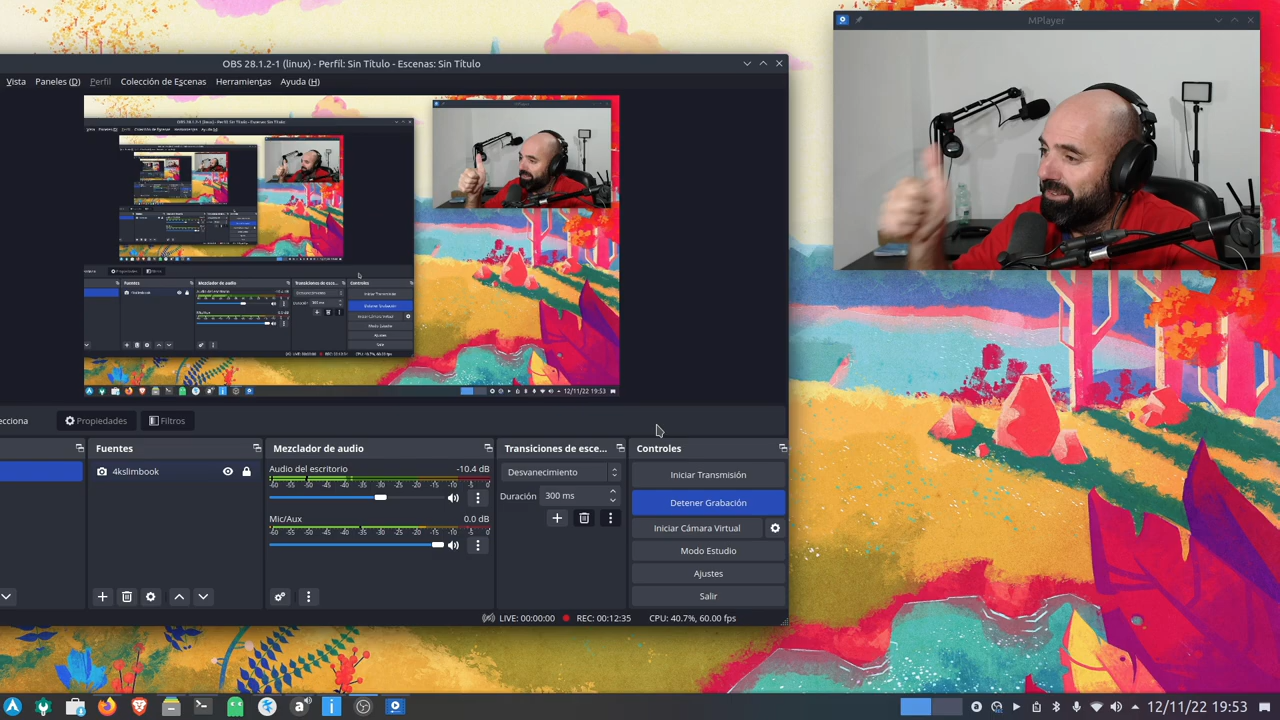 MPlayer
OBS 28.1.2-1 (linux) - Perfil: Sin Título - Escenas: Sin Título
Vista Paneles (D) Perfil Colección de Escenas Herramientas Ayuda (H)
12/11/22 19:53
ecciona Propiedades Filtros
Fuentes
4kslimbook
Mezclador de audio
Audio del escritorio -10.4 dB
-60 -55 -50 -45 -40 -35 -30 -25 -20 -15 -10 -5 0
Mic/Aux 0.0 dB
-60 -55 -50 -45 -40 -35 -30 -25 -20 -15 -10 -5 0
Transiciones de esce...
Desvanecimiento
Duración 300 ms
Controles
Iniciar Transmisión
Detener Grabación
Iniciar Cámara Virtual
Modo Estudio
Ajustes
Salir
LIVE: 00:00:00 REC: 00:12:35 CPU: 40.7%, 60.00 fps
12/11/22 19:53